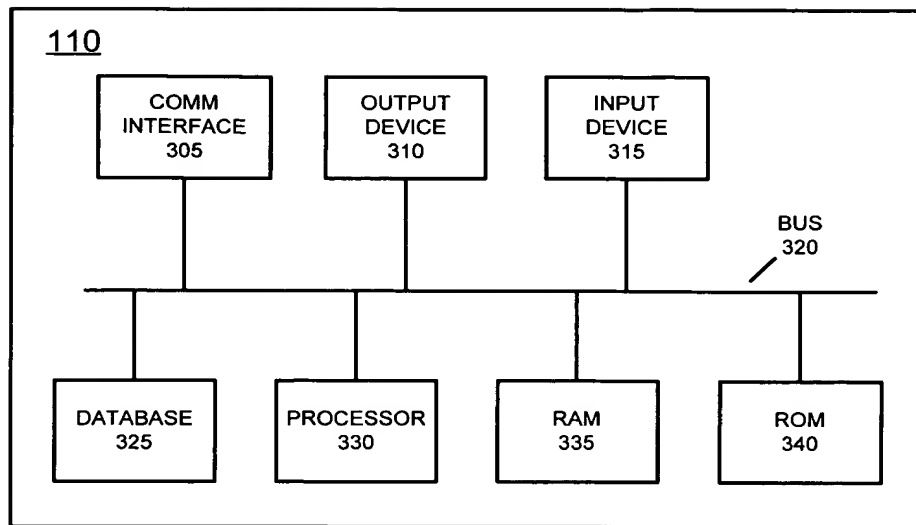 110
COMM
INTERFACE
305
OUTPUT
DEVICE
310
INPUT
DEVICE
315
BUS
320
DATABASE
325
PROCESSOR
330
RAM
335
ROM
340